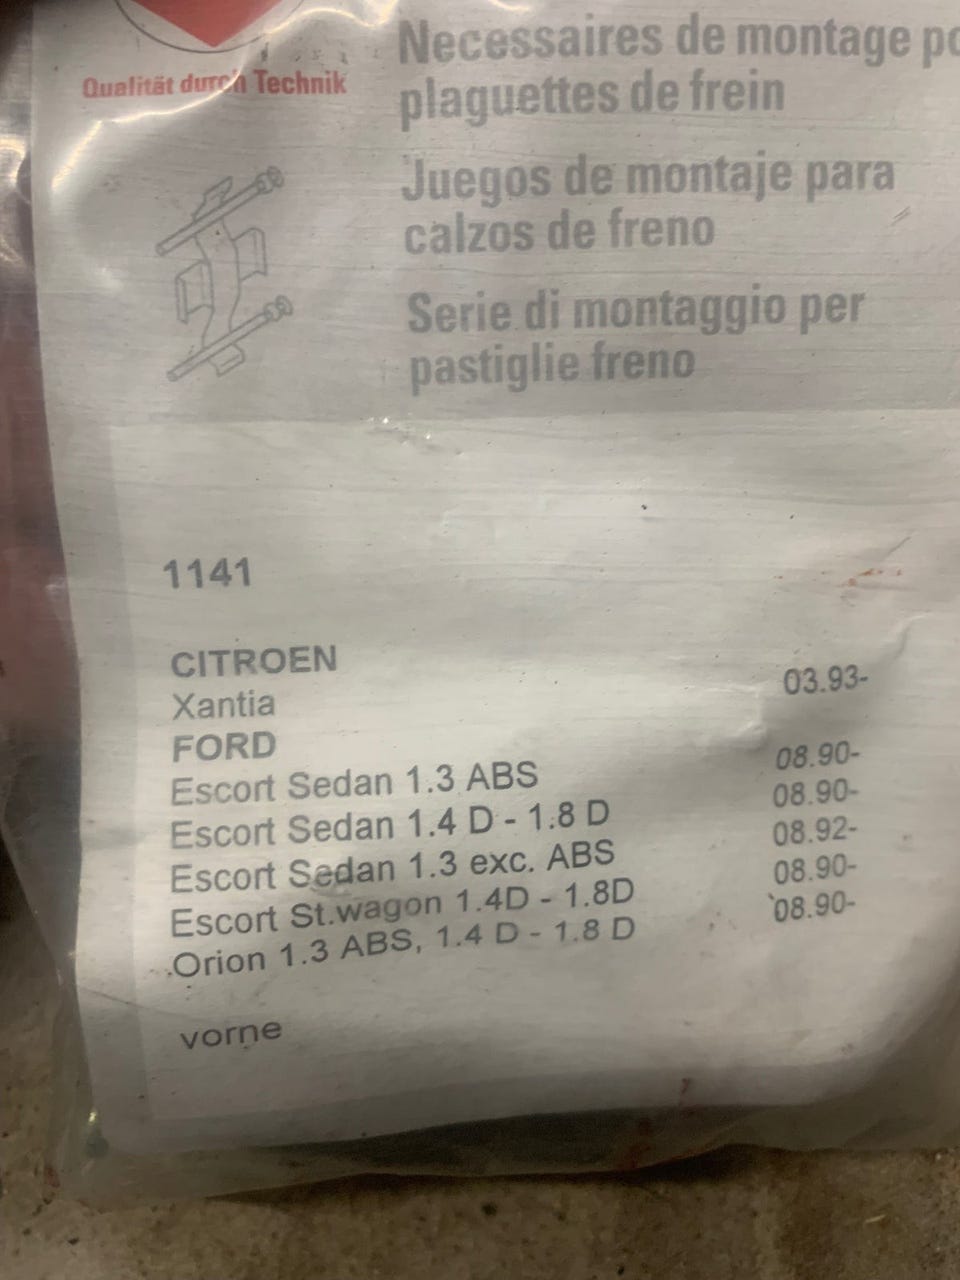 Qualität durch Technik
Necessaires de montage
plaguettes de frein
Juegos de montaje para
calzos de freno
Serie di montaggio per
pastiglie freno
1141
CITROEN
Xantia 03.93-
FORD
Escort Sedan 1.3 ABS 08.90-
Escort Sedan 1.4 D - 1.8 D 08.90-
Escort Sedan 1.3 exc. ABS 08.92-
Escort St.wagon 1.4D - 1.8D 08.90-
Orion 1.3 ABS, 1.4 D - 1.8 D 08.90-
vorne